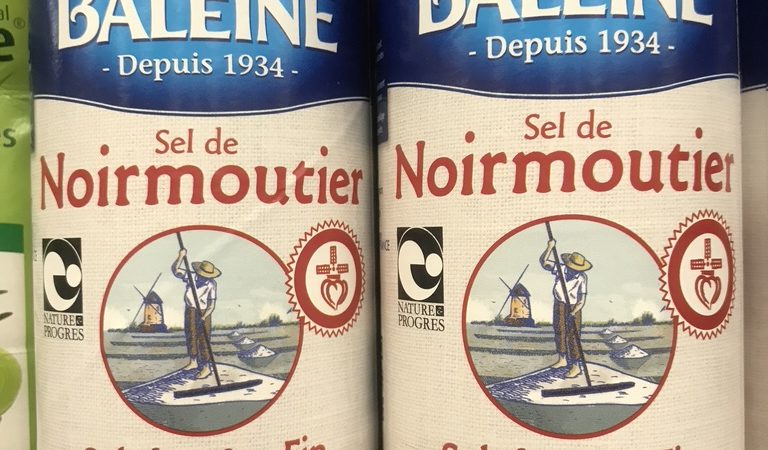 BALEINE
- Depuis 1934 -
Sel de
Noirmoutier
NATURE &
PROGRES
BALEINE
- Depuis 1934 -
Sel de
Noirmoutier
NATURE &
PROGRES